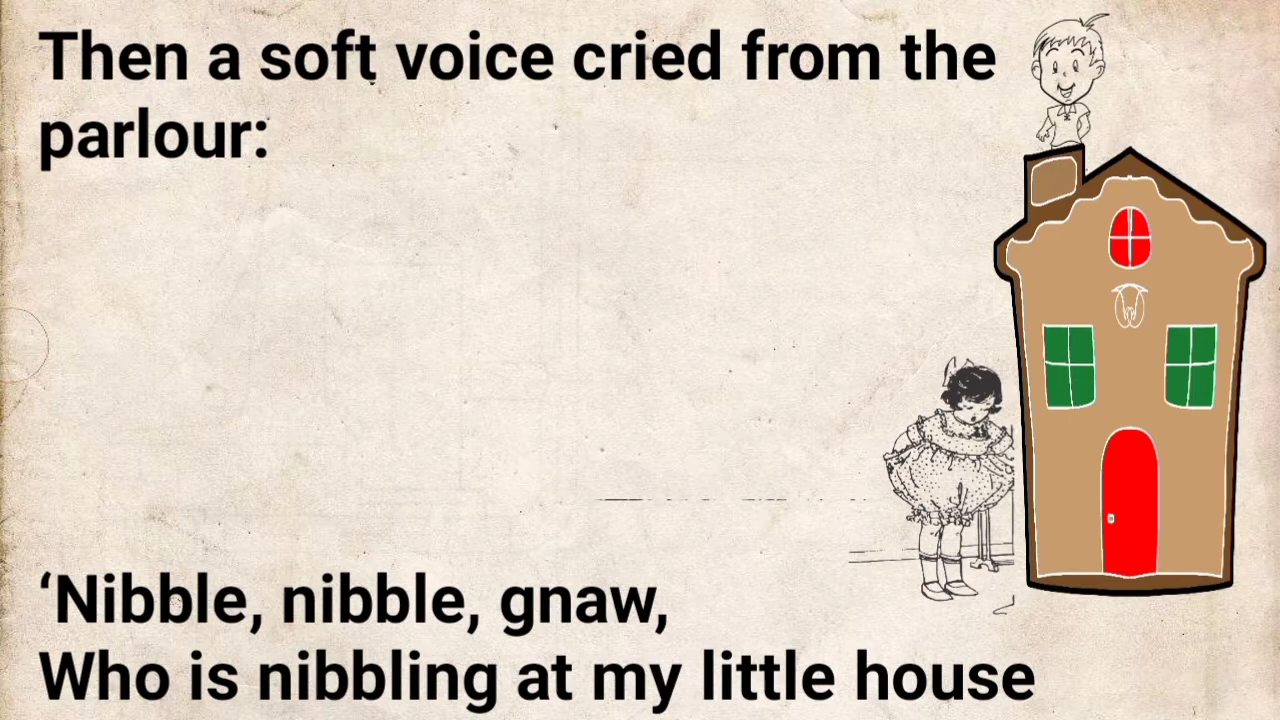 Then a soft voice cried from the
parlour:
‘Nibble, nibble, gnaw,
Who is nibbling at my little house